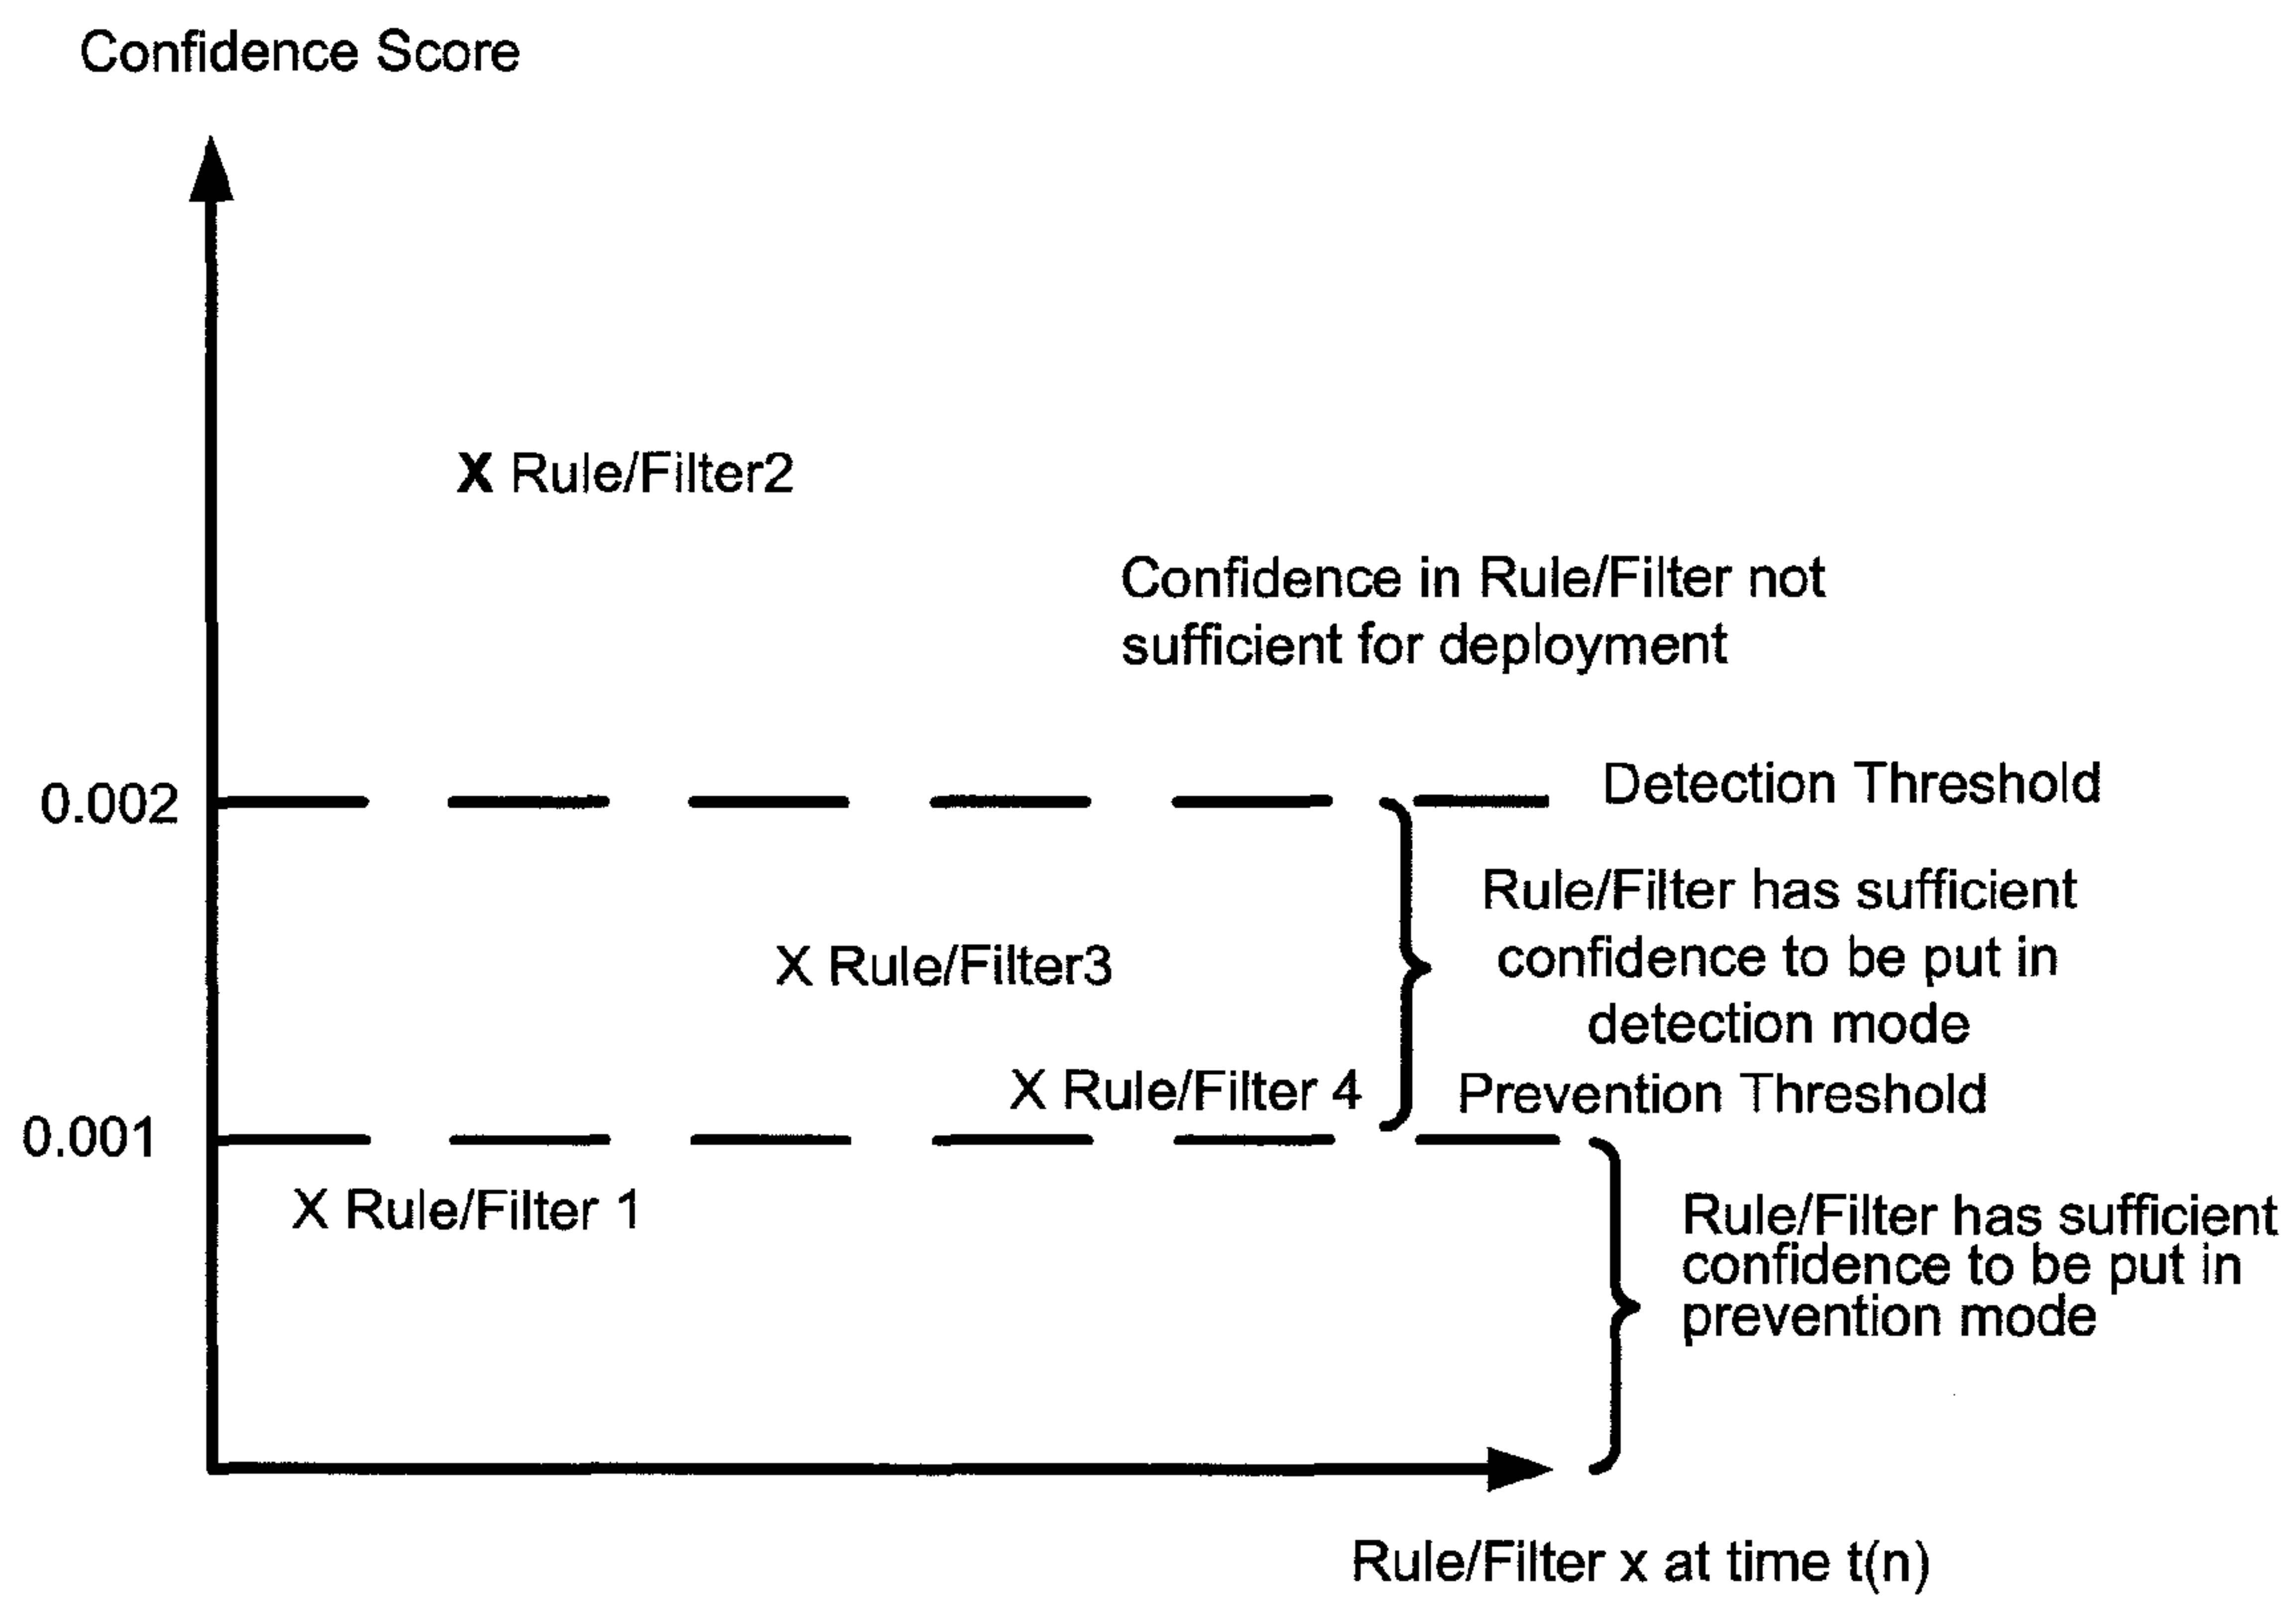 Confidence Score
X Rule/Filter2
Confidence in Rule/Filter not
sufficient for deployment
0.002
Detection Threshold
Rule/Filter has sufficient
confidence to be put in
detection mode
X Rule/Filter3
X Rule/Filter 4
Prevention Threshold
0.001
X Rule/Filter 1
Rule/Filter has sufficient
confidence to be put in
prevention mode
Rule/Filter x at time t(n)